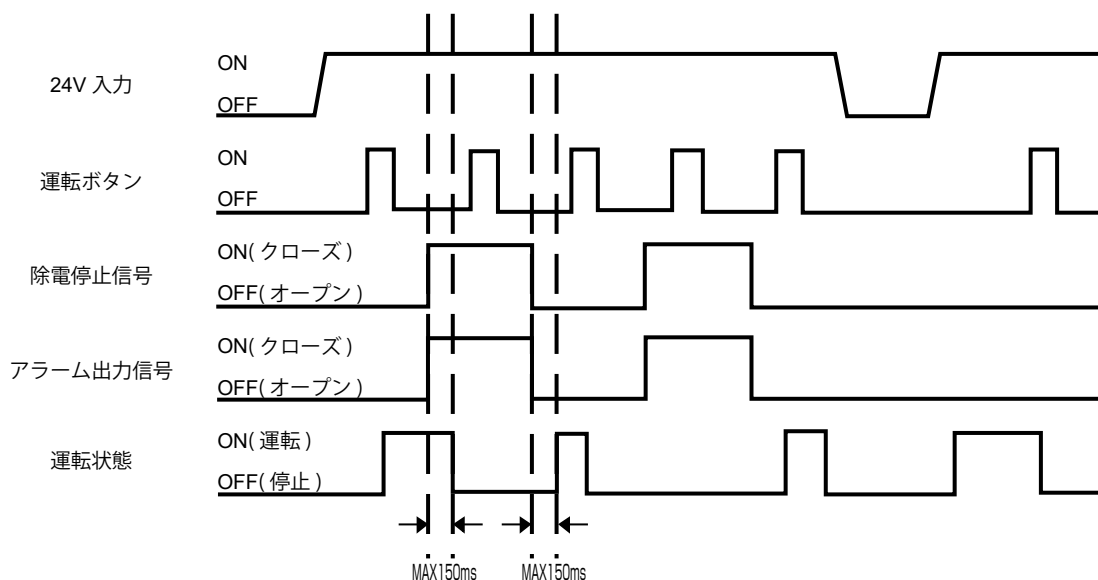 24V 入力
ON
OFF
運転ボタン
ON
OFF
除電停止信号
ON( クローズ )
OFF( オープン )
アラーム出力信号
ON( クローズ )
OFF( オープン )
運転状態
ON( 運転 )
OFF( 停止 )
MAX150ms
MAX150ms